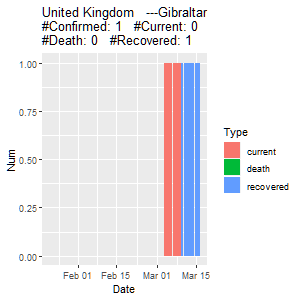 United Kingdom ---Gibraltar
#Confirmed: 1 #Current: 0
#Death: 0 #Recovered: 1
1.00
0.75
0.50
0.25
0.00
Num
Feb 01 Feb 15 Mar 01 Mar 15
Date
Type
current
death
recovered